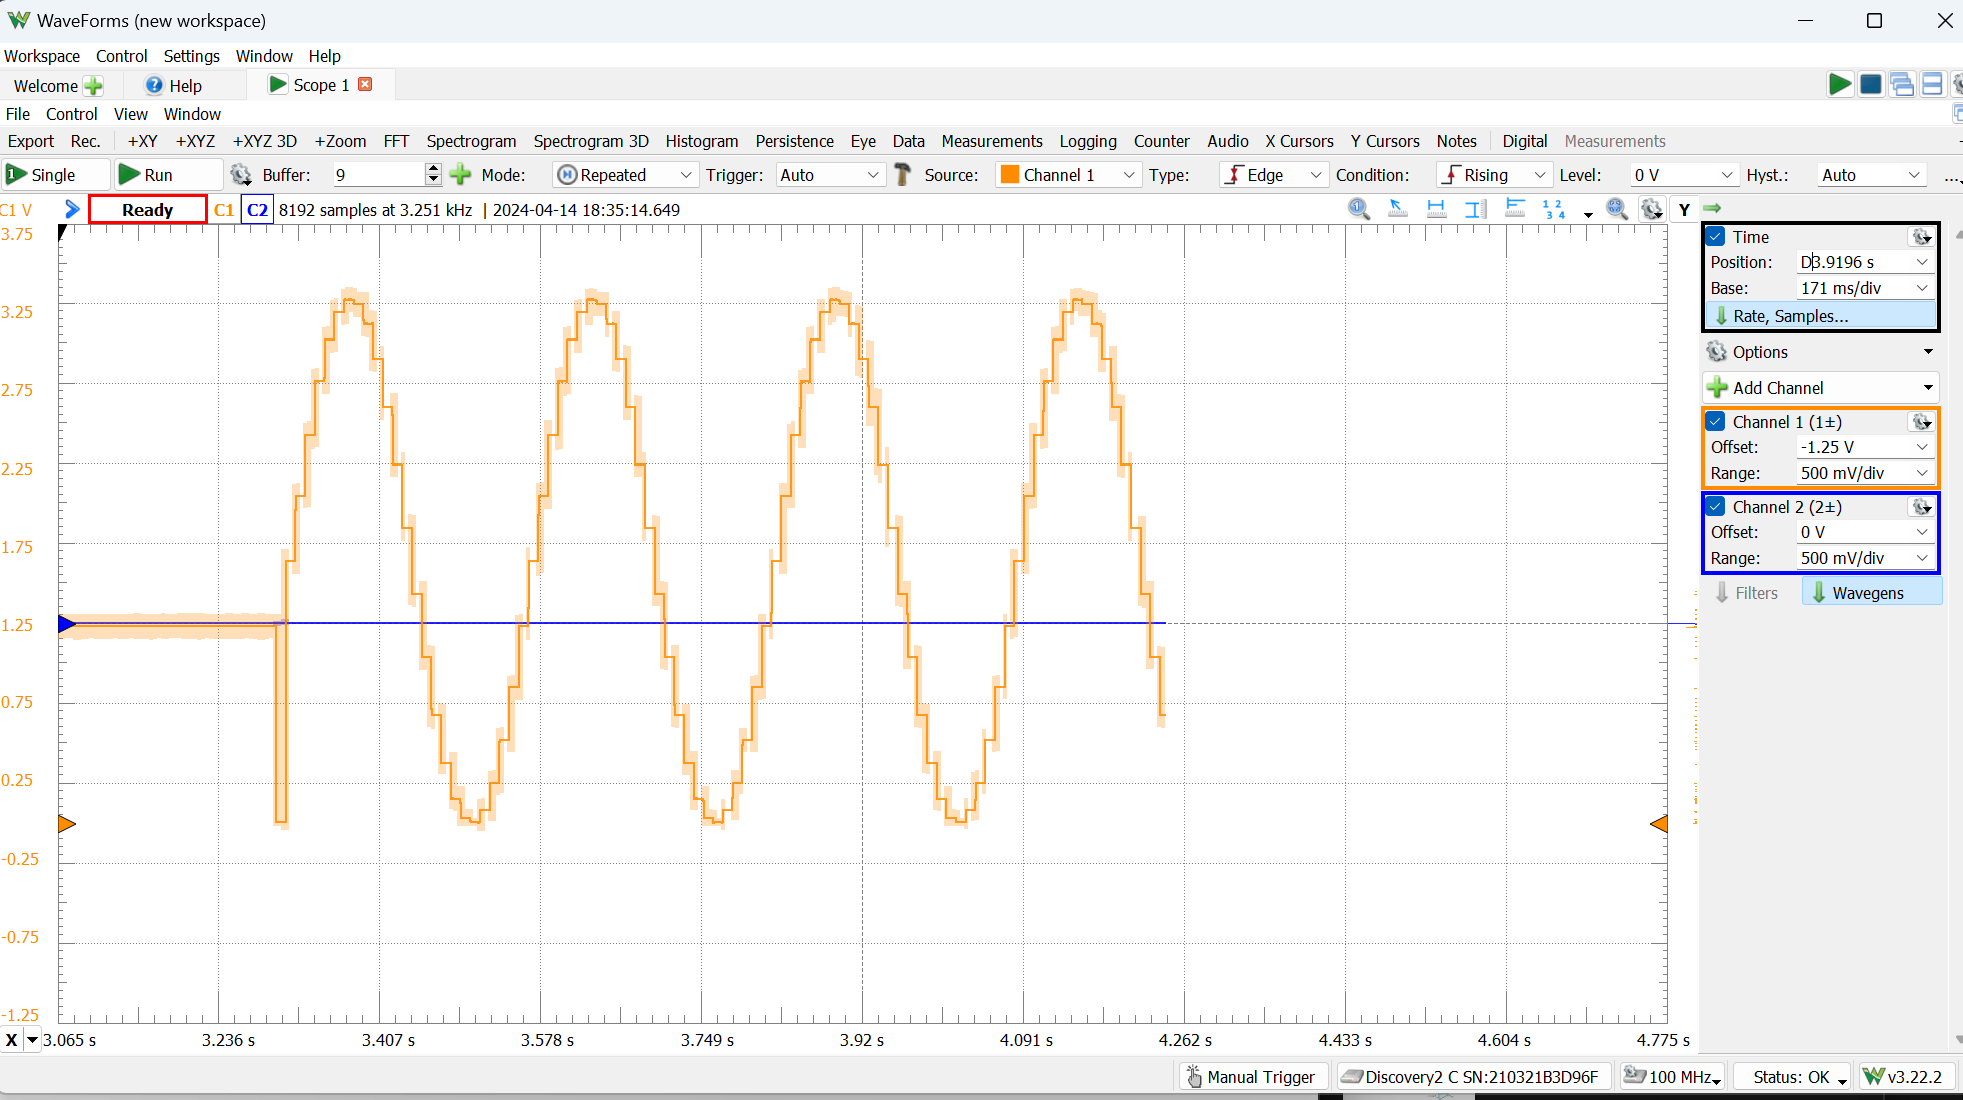 WaveForms (new workspace)
Workspace Control Settings Window Help
Welcome Help Scope 1
File Control View Window
Export Rec. +XY +XYZ +XYZ 3D +Zoom FFT Spectrogram Spectrogram 3D Histogram Persistence Eye Data Measurements Logging Counter Audio X Cursors Y Cursors Notes Digital Measurements
Single Run Buffer: 9 Mode: Repeated Trigger: Auto Source: Channel 1 Type: Edge Condition: Rising Level: 0 V Hyst.: Auto ...
C1 V Ready C1 C2 8192 samples at 3.251 kHz | 2024-04-14 18:35:14.649 Y
3.75
3.25
2.75
2.25
1.75
1.25
0.75
0.25
-0.25
-0.75
-1.25
X 3.065 s 3.236 s 3.407 s 3.578 s 3.749 s 3.92 s 4.091 s 4.262 s 4.433 s 4.604 s 4.775 s
Time
Position: D3.9196 s
Base: 171 ms/div
Rate, Samples...
Options
Add Channel
Channel 1 (1±)
Offset: -1.25 V
Range: 500 mV/div
Channel 2 (2±)
Offset: 0 V
Range: 500 mV/div
Filters Wavegens
Manual Trigger Discovery2 C SN:210321B3D96F 100 MHz Status: OK v3.22.2